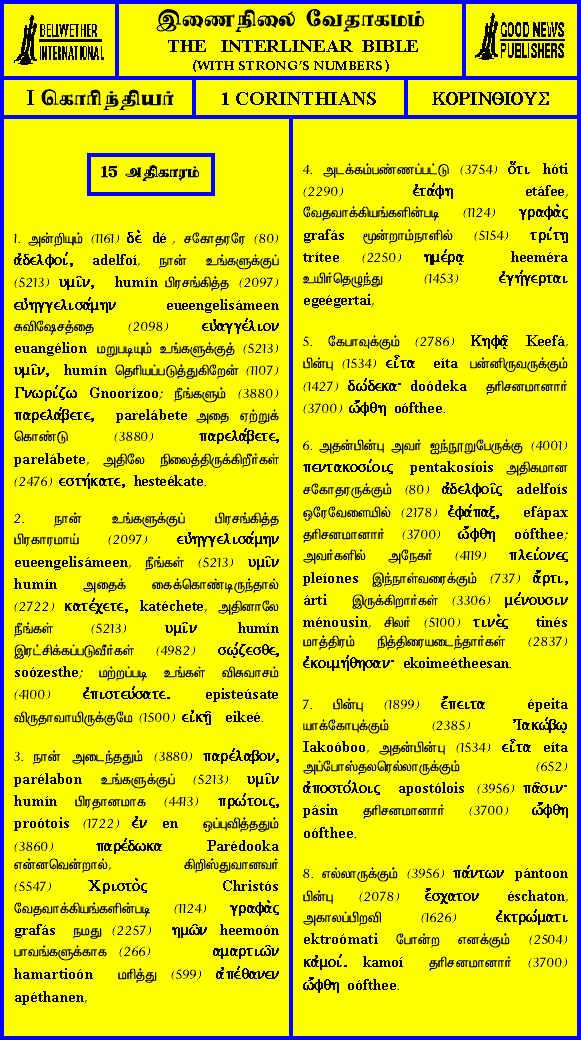 BELLWETHER
INTERNATIONAL
இணைநிலை வேதாகமம்
THE INTERLINEAR BIBLE
(WITH STRONG'S NUMBERS)
GOOD NEWS
PUBLISHERS
I கொரிந்தியர்
1 CORINTHIANS
ΚΟΡΙΝΘΙΟΥΣ
15 அதிகாரம்
1. அன்றியும் (1161) δὲ dé , சகோதரரே (80)
ἀδελφοί, adelfoí, நான் உங்களுக்குப்
(5213) υμῖν, humín பிரசங்கித்த (2097)
εὐηγγελισάμην eueengelisámeen
சுவிஷேசத்தை (2098) εὐαγγέλιον
euangélion மறுபடியும் உங்களுக்குத் (5213)
υμῖν, humín தெரியப்படுத்துகிறேன் (1107)
Γνωρίζω Gnoorízoo; நீங்களும் (3880)
παρελάβετε, parelábete அதை ஏற்றுக்
கொண்டு (3880) παρελάβετε,
parelábete, அதிலே நிலைத்திருக்கிறீர்கள்
(2476) εστήκατε, hesteékate.
2. நான் உங்களுக்குப் பிரசங்கித்த
பிரகாரமாய் (2097) εὐηγγελισάμην
eueengelisámeen, நீங்கள் (5213) υμῖν
humín அதைக் கைக்கொண்டிருந்தால்
(2722) κατέχετε, katéchete, அதினாலே
நீங்கள் (5213) υμῖν humín
இரட்சிக்கப்படுவீர்கள் (4982) σῴζεσθε,
soózesthe; மற்றப்படி உங்கள் விசுவாசம்
(4100) ἐπιστεύσατε. episteúsate
விருதாவாயிருக்குமே (1500) εἰκῆ eikeé.
3. நான் அடைந்ததும் (3880) παρέλαβον,
parélabon உங்களுக்குப் (5213) υμῖν
humín பிரதானமாக (4413) πρώτοις,
proótois (1722) ἐν en ஒப்புவித்ததும்
(3860) παρέδωκα Parédooka
என்னவென்றால், கிறிஸ்துவானவர்
(5547) Χριστὸς Christós
வேதவாக்கியங்களின்படி (1124) γραφὰς
grafás நமது (2257) ημῶν heemoón
பாவங்களுக்காக (266) αμαρτιῶν
hamartioón மரித்து (599) ἀπέθανεν
apéthanen,
4. அடக்கம்பண்ணப்பட்டு (3754) ὅτι hóti
(2290) ἐτάφη etáfee,
வேதவாக்கியங்களின்படி (1124) γραφὰς
grafás மூன்றாம்நாளில் (5154) τρίτῃ
trítee (2250) ημέρᾳ heeméra
உயிர்தெழுந்து (1453) ἐγήγερται
egeégertai,
5. கேபாவுக்கும் (2786) Κηφᾷ Keefá,
பின்பு (1534) εἶτα eíta பன்னிருவருக்கும்
(1427) δώδεκα· doódeka தரிசனமானார்
(3700) ὤφθη oófthee.
6. அதன்பின்பு அவர் ஐந்நூறுபேருக்கு (4001)
πεντακοσίοις pentakosíois அதிகமான
சகோதரருக்கும் (80) ἀδελφοῖς adelfoís
ஒரேவேளையில் (2178) ἐφάπαξ, efápax
தரிசனமானார் (3700) ὤφθη oófthee;
அவர்களில் அநேகர் (4119) πλείονες
pleíones இந்நாள்வரைக்கும் (737) ἄρτι,
árti இருக்கிறார்கள் (3306) μένουσιν
ménousin, சிலர் (5100) τινὲς tinés
மாத்திரம் நித்திரையடைந்தார்கள் (2837)
ἐκοιμήθησαν· ekoimeétheesan.
7. பின்பு (1899) ἔπειτα épeita
யாக்கோபுக்கும் (2385) Ἰακώβῳ
Iakoóboo, அதன்பின்பு (1534) εἶτα eíta
அப்போஸ்தலரெல்லாருக்கும் (652)
ἀποστόλοις apostólois (3956) πᾶσιν·
pásin தரிசனமானார் (3700) ὤφθη
oófthee.
8. எல்லாருக்கும் (3956) πάντων pántoon
பின்பு (2078) ἔσχατον éschaton,
அகாலப்பிறவி (1626) ἐκτρώματι
ektroómati போன்ற எனக்கும் (2504)
κἀμοί. kamoí தரிசனமானார் (3700)
ὤφθη oófthee.